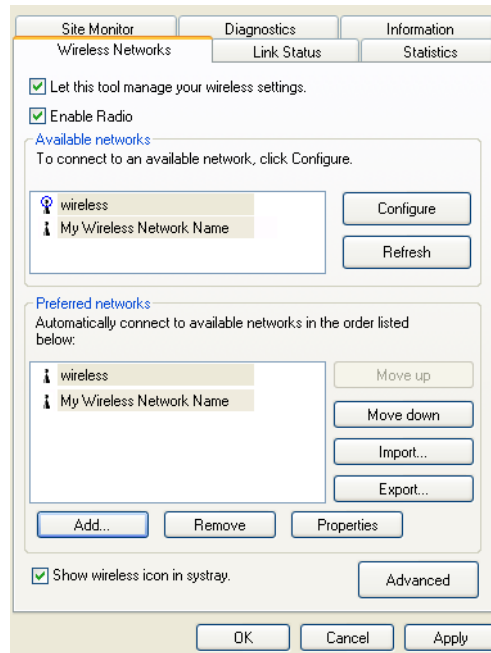 Site Monitor Diagnostics Information
Wireless Networks Link Status Statistics
Let this tool manage your wireless settings.
Enable Radio
Available networks
To connect to an available network, click Configure.
wireless
My Wireless Network Name
Configure
Refresh
Preferred networks
Automatically connect to available networks in the order listed
below:
wireless
My Wireless Network Name
Move up
Move down
Import...
Export...
Add... Remove Properties
Show wireless icon in systray.
Advanced
OK Cancel Apply